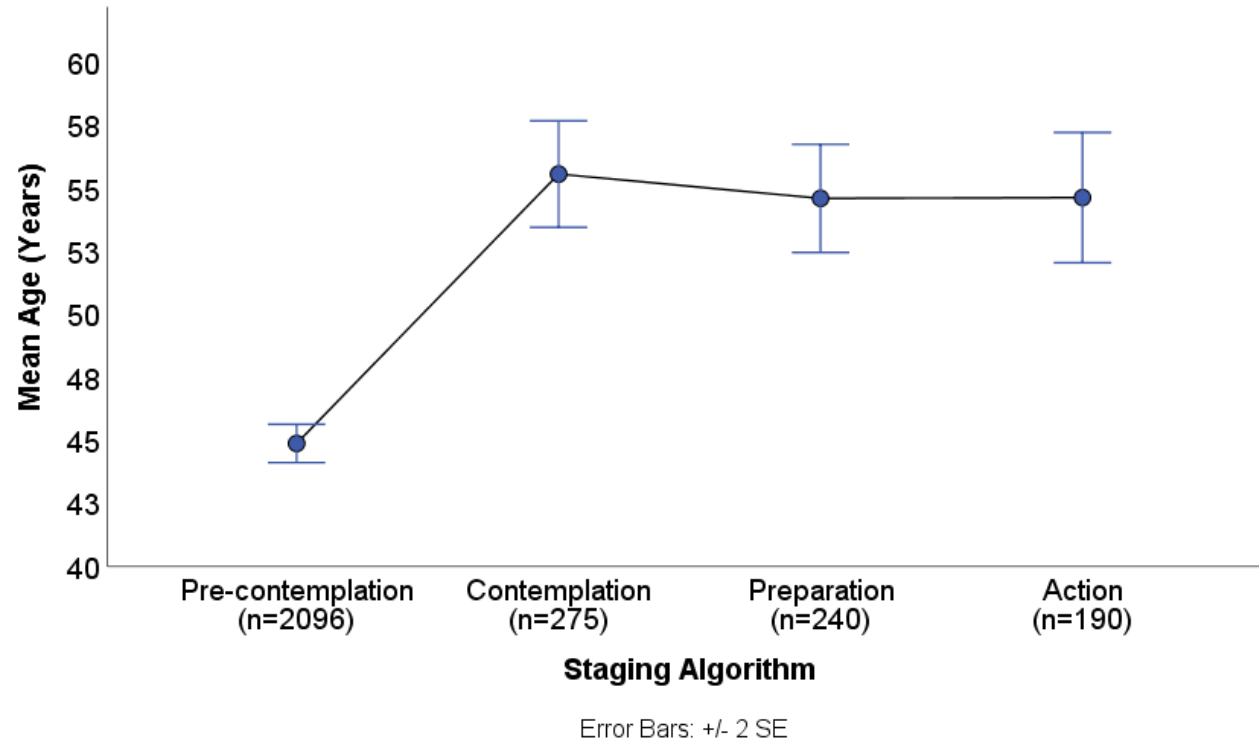 Mean Age (Years)
60
58
55
53
50
48
45
43
40
Pre-contemplation
(n=2096)
Contemplation
(n=275)
Preparation
(n=240)
Action
(n=190)
Staging Algorithm
Error Bars: +/- 2 SE